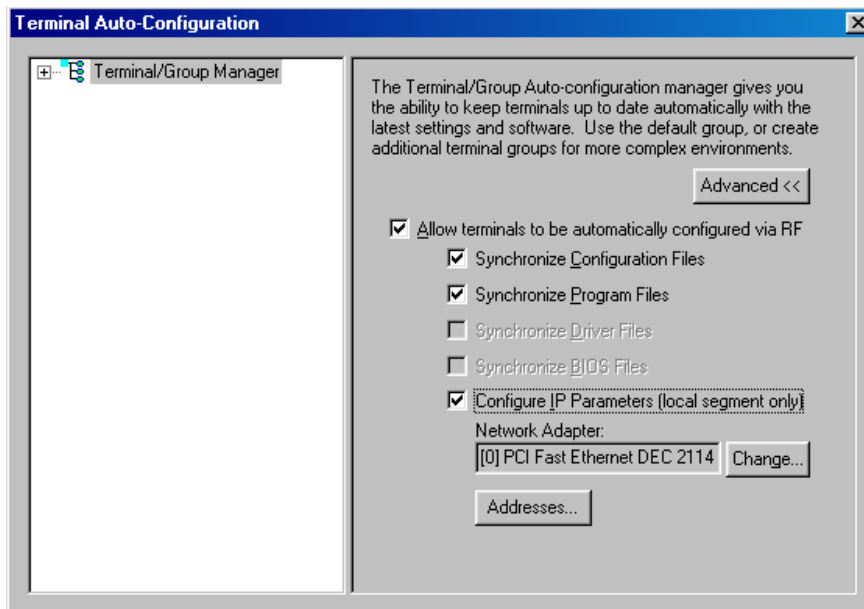 Terminal Auto-Configuration
Terminal/Group Manager
The Terminal/Group Auto-configuration manager gives you
the ability to keep terminals up to date automatically with the
latest settings and software. Use the default group, or create
additional terminal groups for more complex environments.
Advanced <<
Allow terminals to be automatically configured via RF
Synchronize Configuration Files
Synchronize Program Files
Synchronize Driver Files
Synchronize BIOS Files
Configure IP Parameters (local segment only)
Network Adapter:
[0] PCI Fast Ethernet DEC 2114
Change...
Addresses...